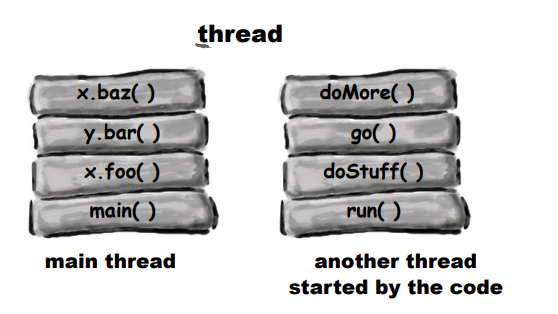 thread
x.baz( )
y.bar( )
x.foo( )
main( )
main thread
doMore( )
go( )
doStuff( )
run( )
another thread
started by the code